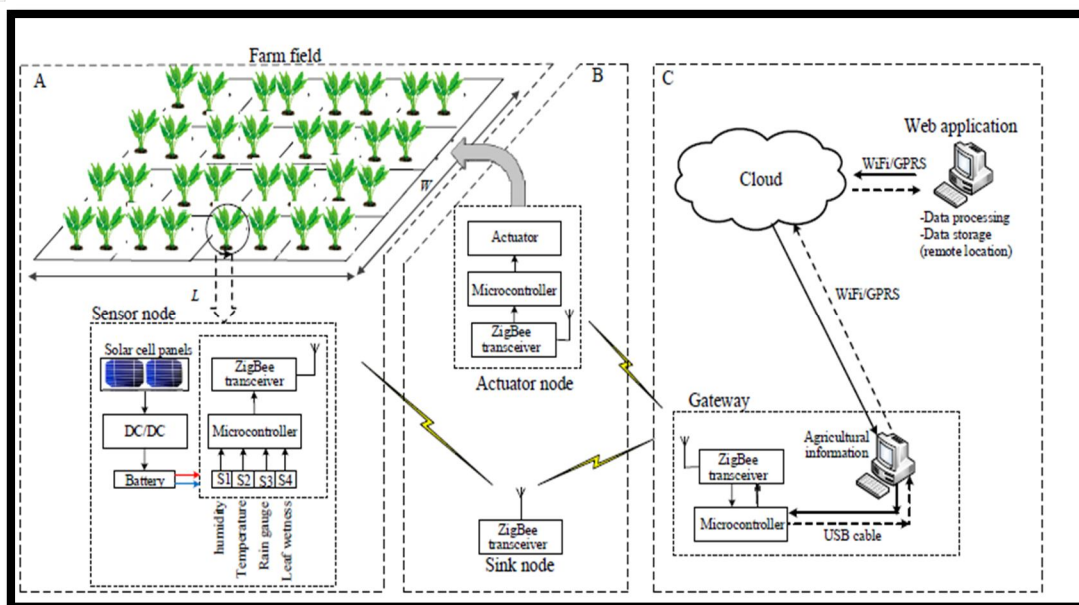 Farm field
A
B
C
W
L
Sensor node
Solar cell panels
DC/DC
Battery
ZigBee
transceiver
Microcontroller
S1 S2 S3 S4
humidity
Temperature
Rain gauge
Leaf wetness
Actuator
Microcontroller
ZigBee
transceiver
Actuator node
ZigBee
transceiver
Sink node
Cloud
Web application
WiFi/GPRS
-Data processing
-Data storage
(remote location)
WiFi/GPRS
Gateway
Agricultural
information
ZigBee
transceiver
Microcontroller
USB cable